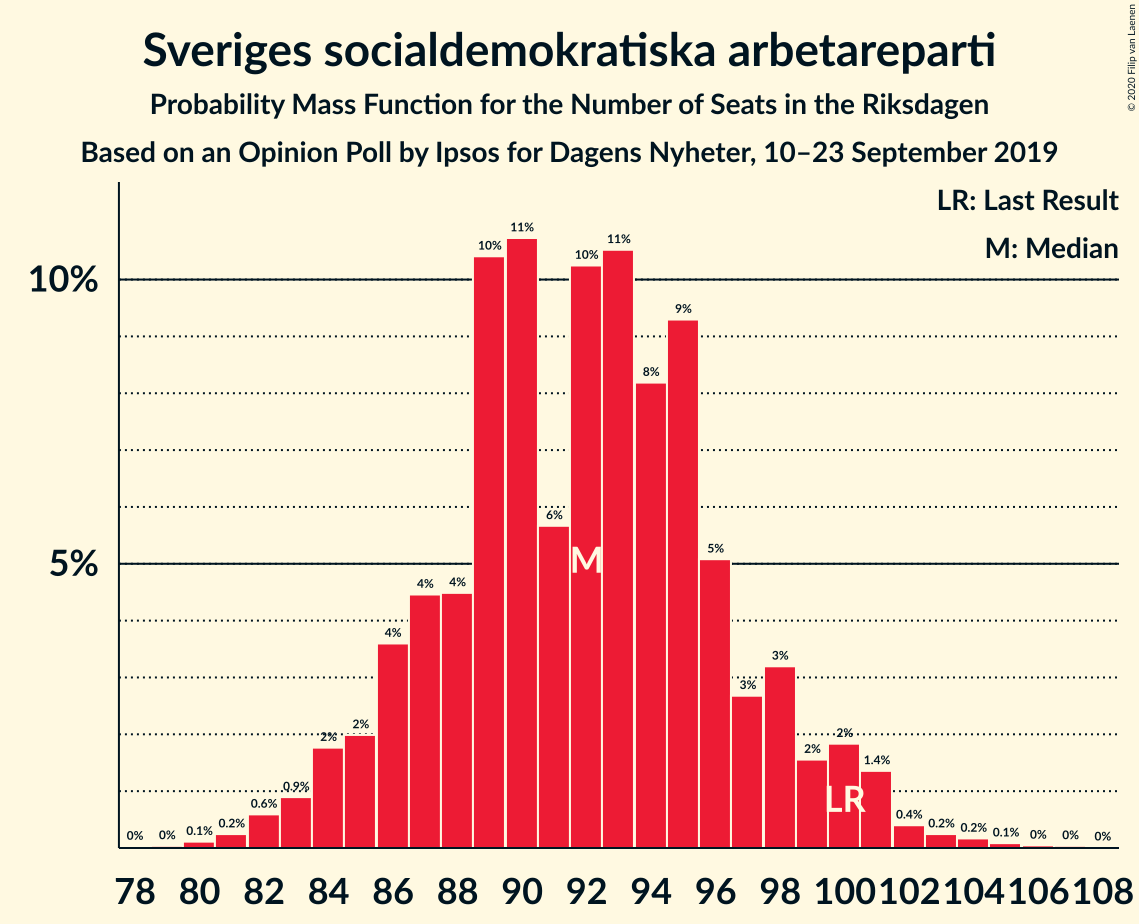 Sveriges socialdemokratiska arbetareparti
Probability Mass Function for the Number of Seats in the Riksdagen
Based on an Opinion Poll by Ipsos for Dagens Nyheter, 10–23 September 2019
© 2020 Filip van Laenen
LR: Last Result
M: Median
10%
5%
0% 0% 0.1% 0.2% 0.6% 0.9% 2% 2% 4% 4% 4% 10% 11% 6% 10% 11% 8% 9% 5% 3% 3% 2% 2% 1.4% 0.4% 0.2% 0.2% 0.1% 0% 0% 0%
M
LR
78 80 82 84 86 88 90 92 94 96 98 100 102 104 106 108